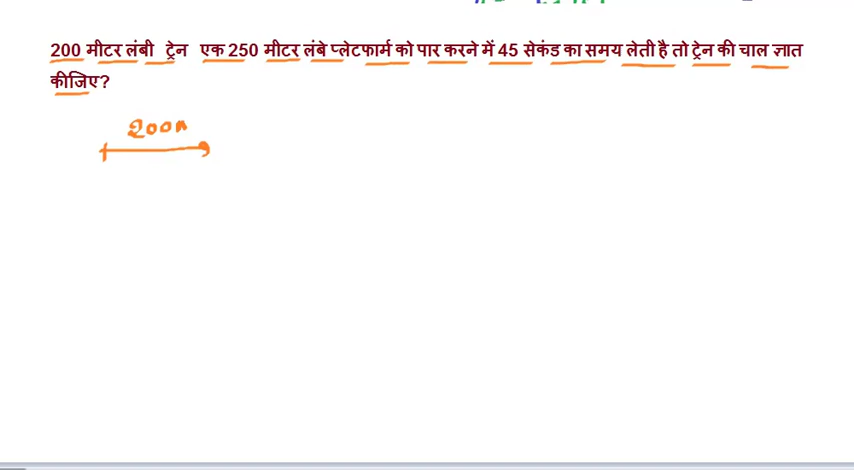 200 मीटर लंबी ट्रेन एक 250 मीटर लंबे प्लेटफार्म को पार करने में 45 सेकंड का समय लेती है तो ट्रेन की चाल ज्ञात
कीजिए?
200m